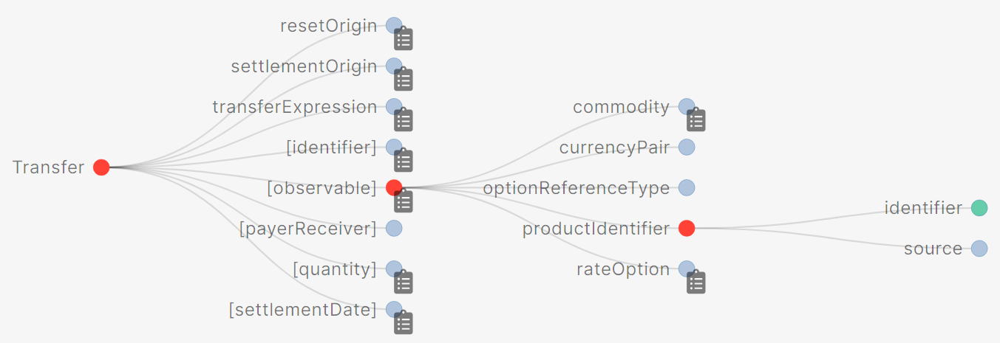 Transfer
resetOrigin
settlementOrigin
transferExpression
[identifier]
[observable]
[payerReceiver]
[quantity]
[settlementDate]
commodity
currencyPair
optionReferenceType
productIdentifier
rateOption
identifier
source